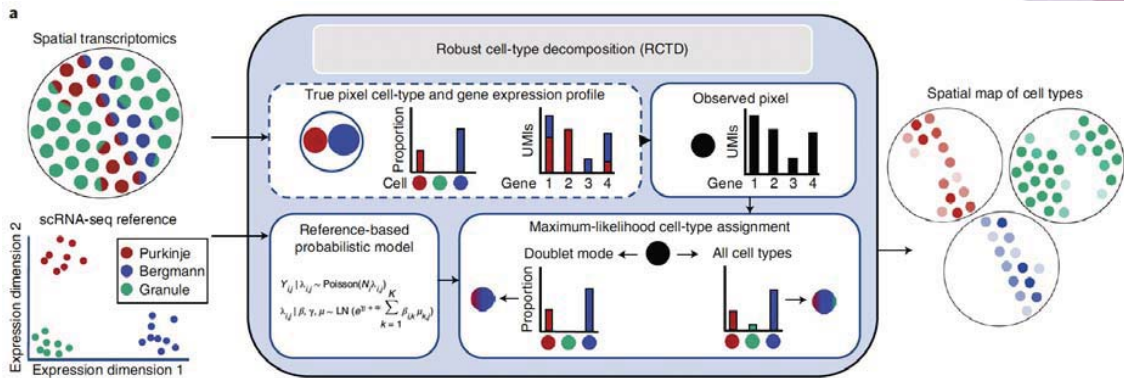 a
Spatial transcriptomics
Robust cell-type decomposition (RCTD)
True pixel cell-type and gene expression profile
Proportion
Cell
UMIs
Gene 1 2 3 4
Observed pixel
UMIs
Gene 1 2 3 4
Spatial map of cell types
scRNA-seq reference
Expression dimension 2
Purkinje
Bergmann
Granule
Expression dimension 1
Reference-based
probabilistic model
Y i,j | λ i,j ~ Poisson(N i λ i,j)
λ i,j | β, γ, μ ~ LN (
K
∑
k = 1
β i,k μ k,j)
Maximum-likelihood cell-type assignment
Doublet mode
All cell types
Proportion